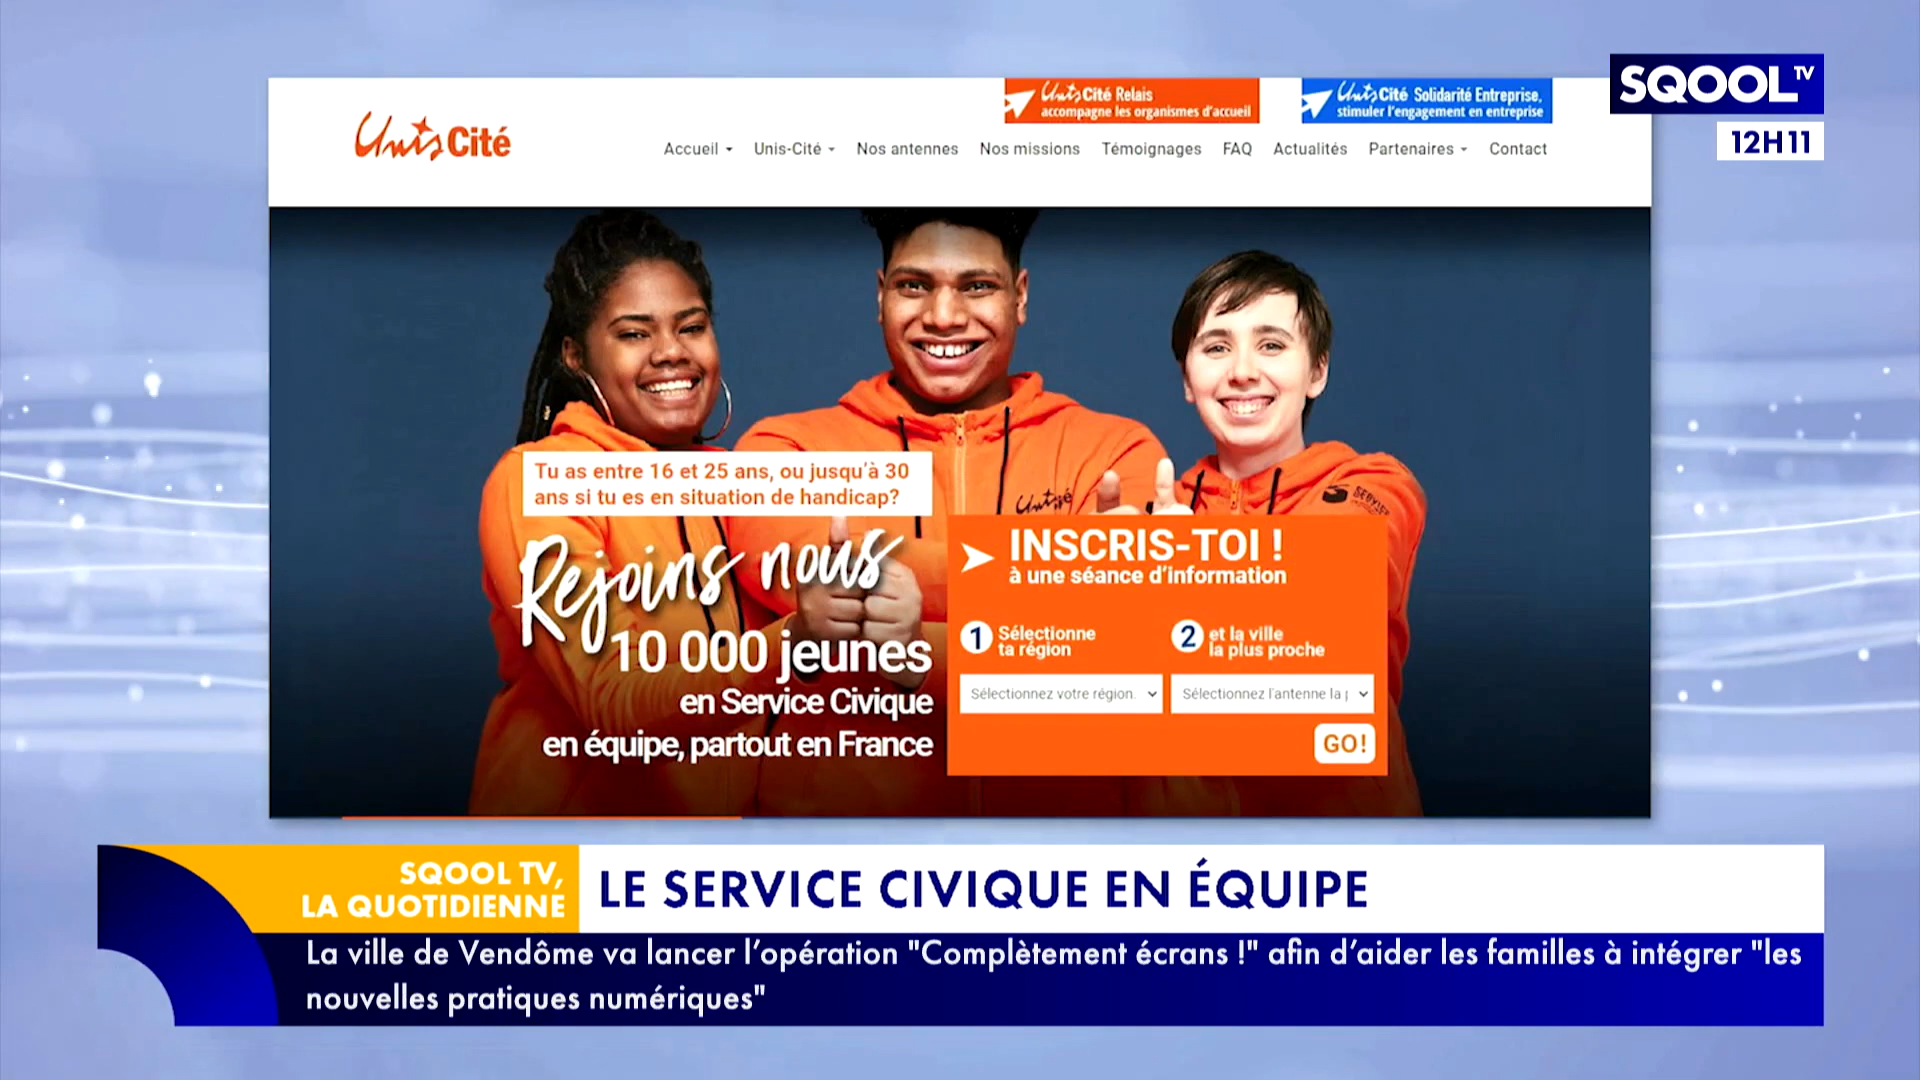 SQOOL TV
12H11
Unis Cité Relais
accompagne les organismes d'accueil
Unis Cité Solidarité Entreprise,
stimuler l'engagement en entreprise
Unis Cité
Accueil Unis-Cité Nos antennes Nos missions Témoignages FAQ Actualités Partenaires Contact
Tu as entre 16 et 25 ans, ou jusqu'à 30
ans si tu es en situation de handicap?
Rejoins nous
10 000 jeunes
en Service Civique
en équipe, partout en France
INSCRIS-TOI !
à une séance d'information
1 Sélectionne
ta région
2 et la ville
la plus proche
Sélectionnez votre région.
Sélectionnez l'antenne la p
GO!
SQOOL TV,
LA QUOTIDIENNE
LE SERVICE CIVIQUE EN ÉQUIPE
La ville de Vendôme va lancer l'opération "Complètement écrans !" afin d'aider les familles à intégrer "les
nouvelles pratiques numériques"